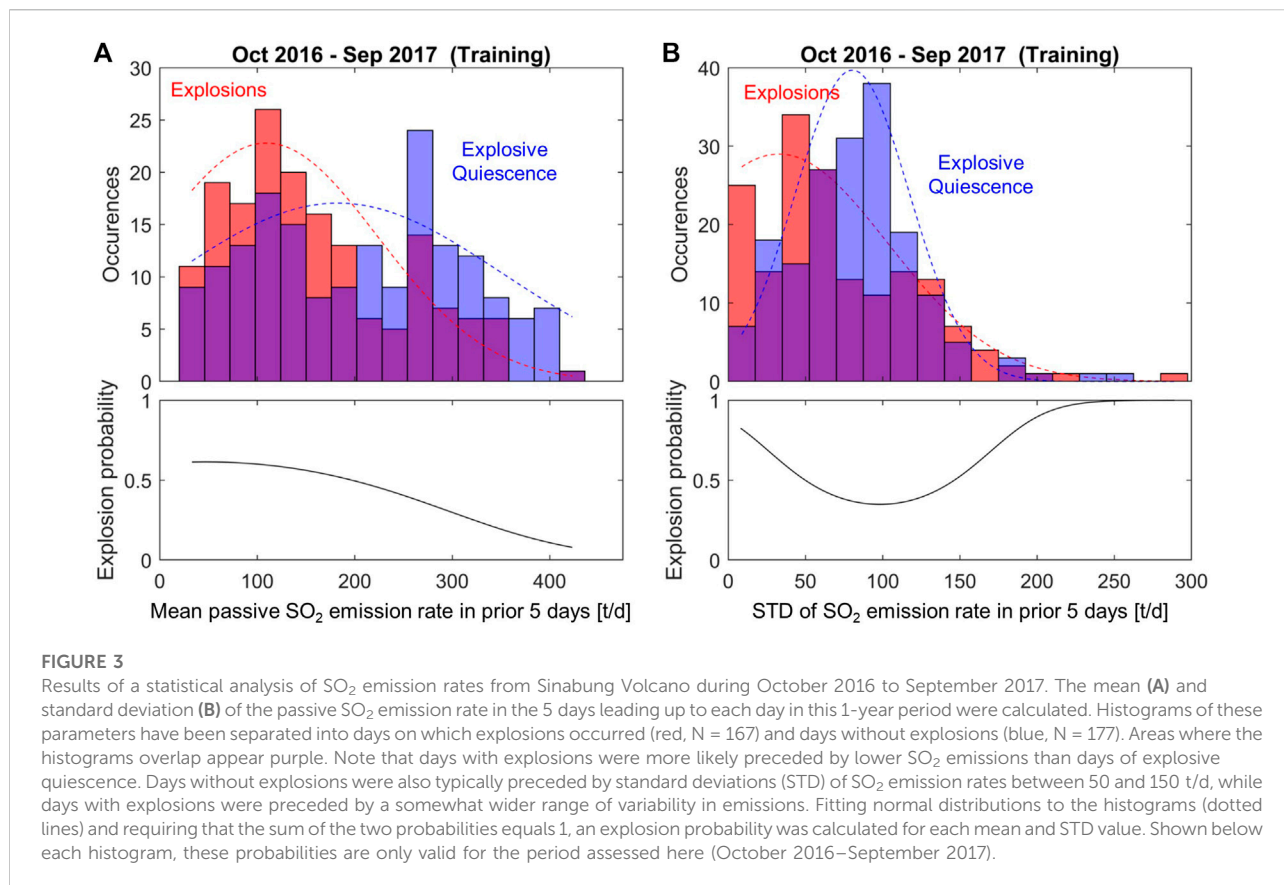 A
Oct 2016 - Sep 2017 (Training)
30
25
20
15
10
5
0
Occurences
Explosions
Explosive
Quiescence
1
0.5
0
Explosion probability
0
100
200
300
400
Mean passive SO₂ emission rate in prior 5 days [t/d]
B
Oct 2016 - Sep 2017 (Training)
40
30
20
10
0
Occurences
Explosions
Explosive
Quiescence
1
0.5
0
Explosion probability
0
50
100
150
200
250
300
STD of SO₂ emission rate in prior 5 days [t/d]
FIGURE 3
Results of a statistical analysis of SO₂ emission rates from Sinabung Volcano during October 2016 to September 2017. The mean (A) and
standard deviation (B) of the passive SO₂ emission rate in the 5 days leading up to each day in this 1-year period were calculated. Histograms of these
parameters have been separated into days on which explosions occurred (red, N = 167) and days without explosions (blue, N = 177). Areas where the
histograms overlap appear purple. Note that days with explosions were more likely preceded by lower SO₂ emissions than days of explosive
quiescence. Days without explosions were also typically preceded by standard deviations (STD) of SO₂ emission rates between 50 and 150 t/d, while
days with explosions were preceded by a somewhat wider range of variability in emissions. Fitting normal distributions to the histograms (dotted
lines) and requiring that the sum of the two probabilities equals 1, an explosion probability was calculated for each mean and STD value. Shown below
each histogram, these probabilities are only valid for the period assessed here (October 2016–September 2017).